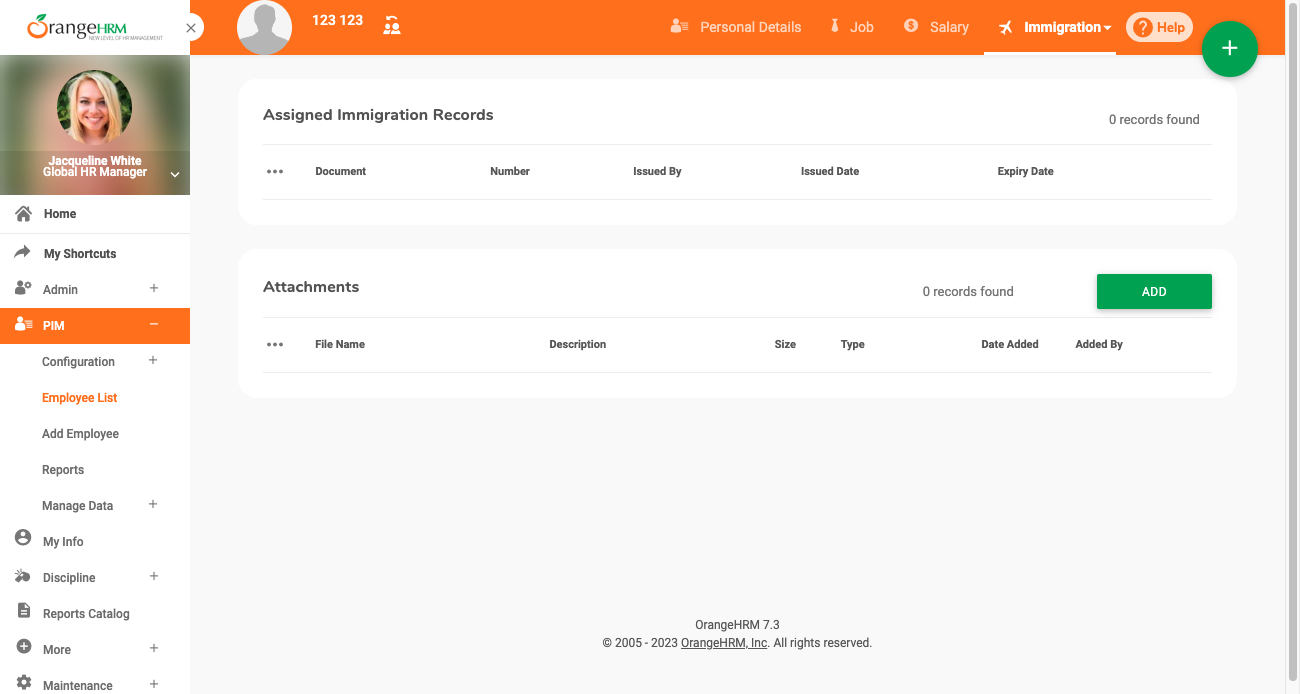 OrangeHRM
NEW LEVEL OF HR MANAGEMENT
123 123
Personal Details
Job
Salary
Immigration
Help
Jacqueline White
Global HR Manager
Home
My Shortcuts
Admin
PIM
Configuration
Employee List
Add Employee
Reports
Manage Data
My Info
Discipline
Reports Catalog
More
Maintenance
Assigned Immigration Records
0 records found
Document Number Issued By Issued Date Expiry Date
Attachments
0 records found
ADD
File Name Description Size Type Date Added Added By
OrangeHRM 7.3
© 2005 - 2023 OrangeHRM, Inc. All rights reserved.